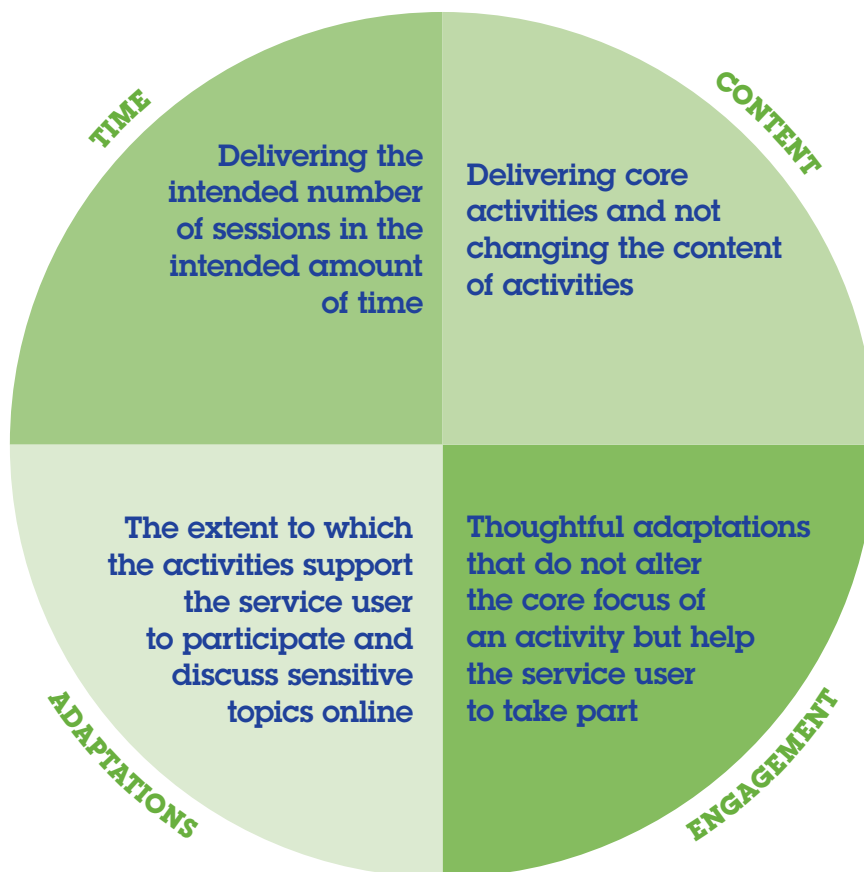 TIME
Delivering the
intended number
of sessions in the
intended amount
of time
CONTENT
Delivering core
activities and not
changing the content
of activities
ADAPTATIONS
The extent to which
the activities support
the service user
to participate and
discuss sensitive
topics online
ENGAGEMENT
Thoughtful adaptations
that do not alter
the core focus of
an activity but help
the service user
to take part